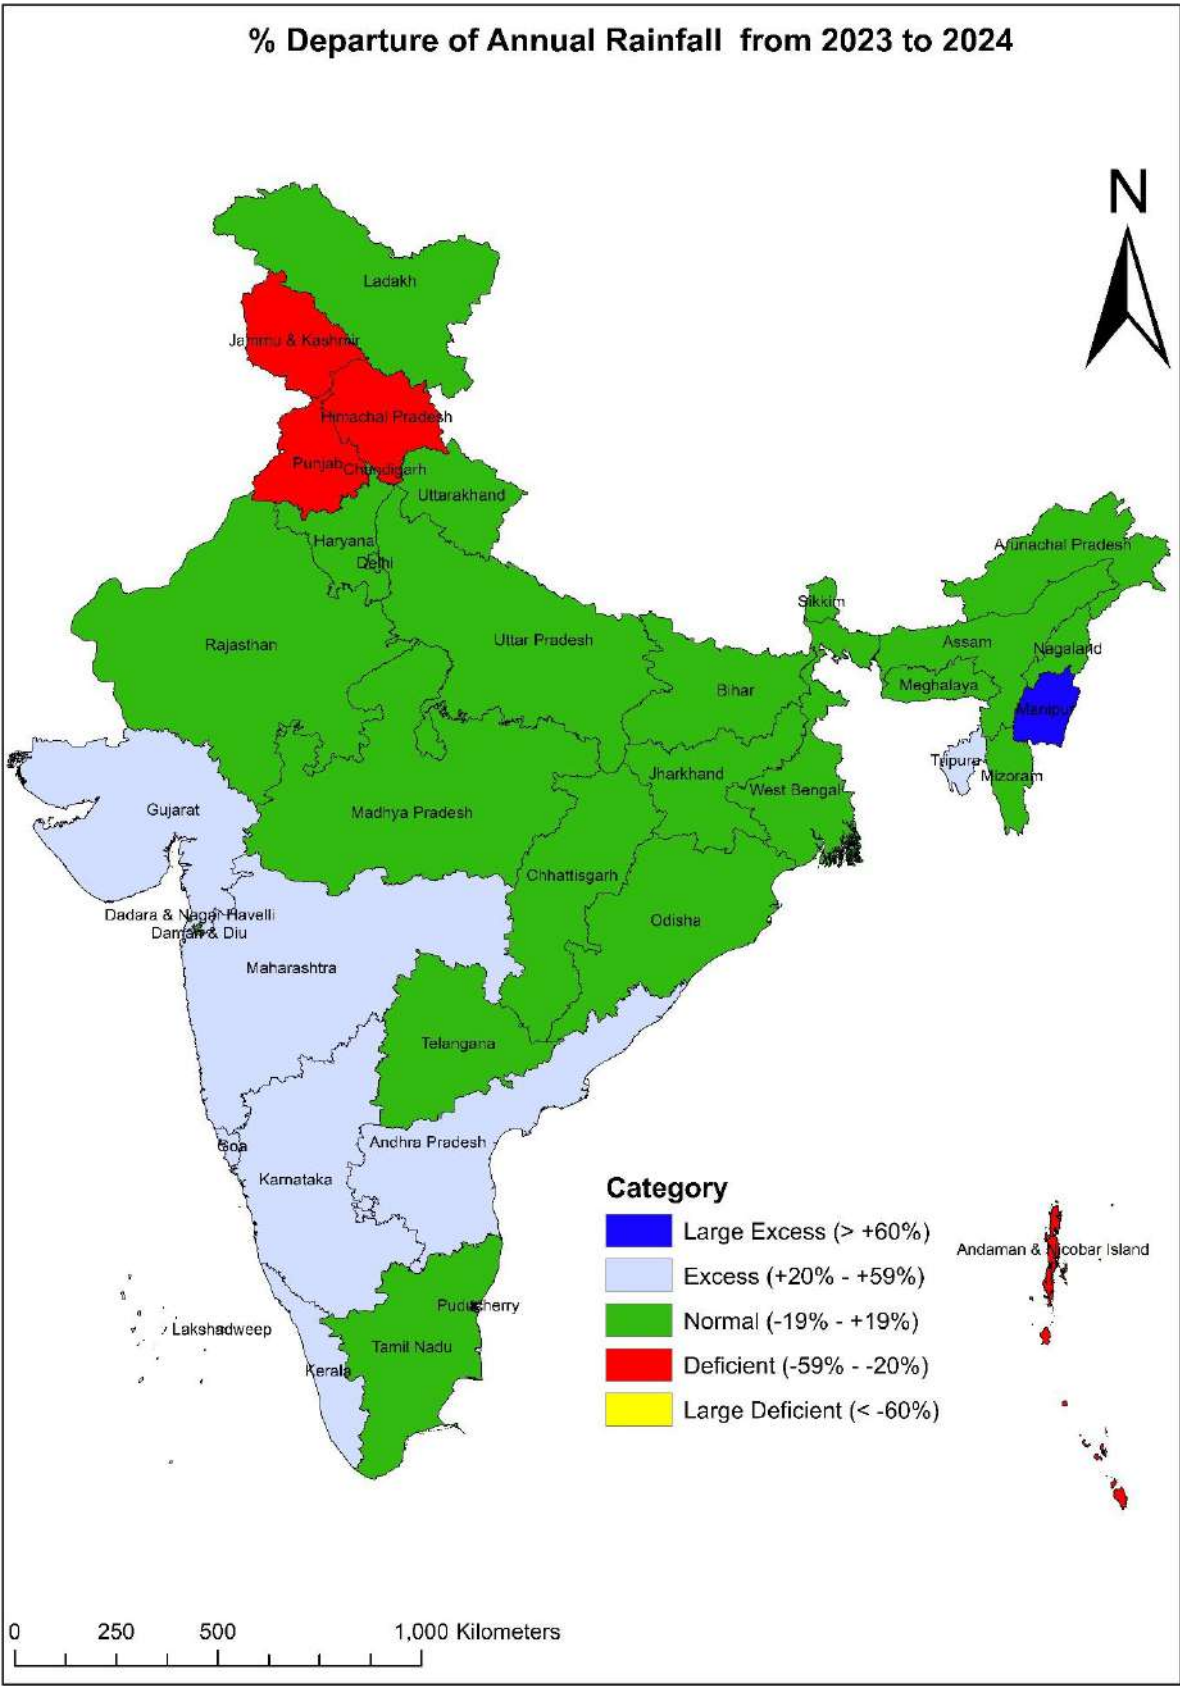 % Departure of Annual Rainfall from 2023 to 2024
N
Ladakh
Jammu & Kashmir
Himachal Pradesh
Punjab
Chandigarh
Uttarakhand
Haryana
Delhi
Arunachal Pradesh
Sikkim
Rajasthan
Uttar Pradesh
Assam
Nagaland
Bihar
Meghalaya
Manipur
Tripura
Mizoram
Jharkhand
West Bengal
Gujarat
Madhya Pradesh
Chhattisgarh
Odisha
Dadara & Nagar Havelli
Daman & Diu
Maharashtra
Telangana
Goa
Andhra Pradesh
Karnataka
Category
Large Excess (> +60%)
Excess (+20% - +59%)
Normal (-19% - +19%)
Deficient (-59% - -20%)
Large Deficient (< -60%)
Andaman & Nicobar Island
Puducherry
Lakshadweep
Tamil Nadu
Kerala
0 250 500 1,000 Kilometers